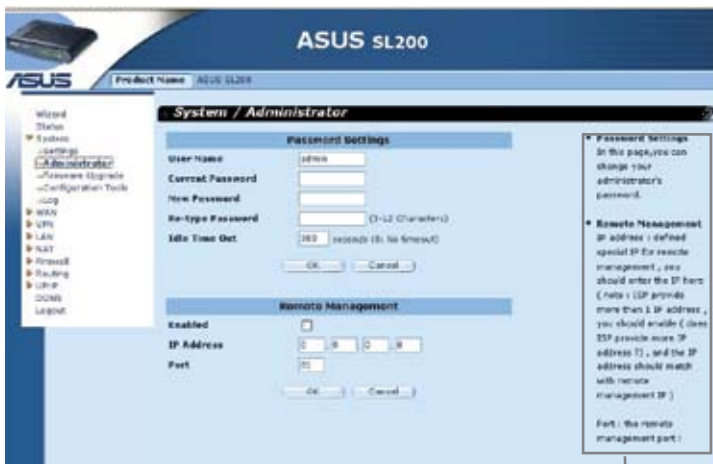 ASUS SL200
ASUS
Product Name ASUS SL200
Wizard
Status
System
Settings
Administrator
Firmware Upgrade
Configuration Tools
Log
WAN
VPN
LAN
NAT
Firewall
Routing
UPnP
DDNS
Logout
System / Administrator
Password Settings
User Name admin
Current Password
New Password
Re-type Password (3-12 Characters)
Idle Time Out seconds (0: No timeout)
OK Cancel
Remote Management
Enabled
IP Address 0 . 0 . 0 . 0
Port
OK Cancel
Password Settings
In this page,you can
change your
administrator's
password.
Remote Management
IP address : defined
special IP for remote
management , you
should enter the IP here
( note : ISP provide
more than 1 IP address ,
you should enable ( does
ISP provide more IP
address ?) , and the IP
address should match
with remote
management IP )
Port : the remote
management port :